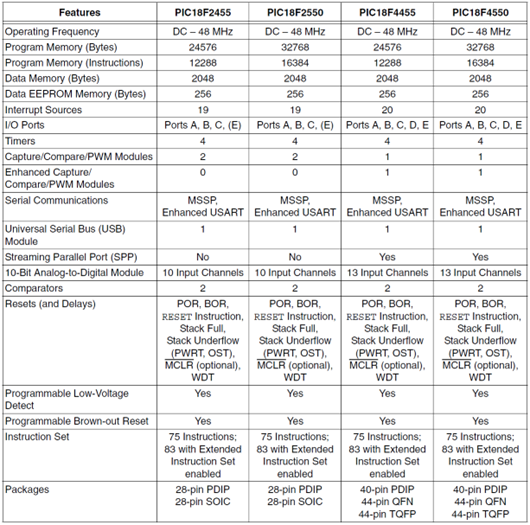 Features PIC18F2455 PIC18F2550 PIC18F4455 PIC18F4550
Operating Frequency DC – 48 MHz DC – 48 MHz DC – 48 MHz DC – 48 MHz
Program Memory (Bytes) 24576 32768 24576 32768
Program Memory (Instructions) 12288 16384 12288 16384
Data Memory (Bytes) 2048 2048 2048 2048
Data EEPROM Memory (Bytes) 256 256 256 256
Interrupt Sources 19 19 20 20
I/O Ports Ports A, B, C, (E) Ports A, B, C, (E) Ports A, B, C, D, E Ports A, B, C, D, E
Timers 4 4 4 4
Capture/Compare/PWM Modules 2 2 1 1
Enhanced Capture/ 0 0 1 1
Compare/PWM Modules
Serial Communications MSSP, MSSP, MSSP, MSSP,
Enhanced USART Enhanced USART Enhanced USART Enhanced USART
Universal Serial Bus (USB) 1 1 1 1
Module
Streaming Parallel Port (SPP) No No Yes Yes
10-Bit Analog-to-Digital Module 10 Input Channels 10 Input Channels 13 Input Channels 13 Input Channels
Comparators 2 2 2 2
Resets (and Delays) POR, BOR, POR, BOR, POR, BOR, POR, BOR,
RESET Instruction, RESET Instruction, RESET Instruction, RESET Instruction,
Stack Full, Stack Full, Stack Full, Stack Full,
Stack Underflow Stack Underflow Stack Underflow Stack Underflow
(PWRT, OST), (PWRT, OST), (PWRT, OST), (PWRT, OST),
MCLR (optional), MCLR (optional), MCLR (optional), MCLR (optional),
WDT WDT WDT WDT
Programmable Low-Voltage Yes Yes Yes Yes
Detect
Programmable Brown-out Reset Yes Yes Yes Yes
Instruction Set 75 Instructions; 75 Instructions; 75 Instructions; 75 Instructions;
83 with Extended 83 with Extended 83 with Extended 83 with Extended
Instruction Set Instruction Set Instruction Set Instruction Set
enabled enabled enabled enabled
Packages 28-pin PDIP 28-pin PDIP 40-pin PDIP 40-pin PDIP
28-pin SOIC 28-pin SOIC 44-pin QFN 44-pin QFN
44-pin TQFP 44-pin TQFP